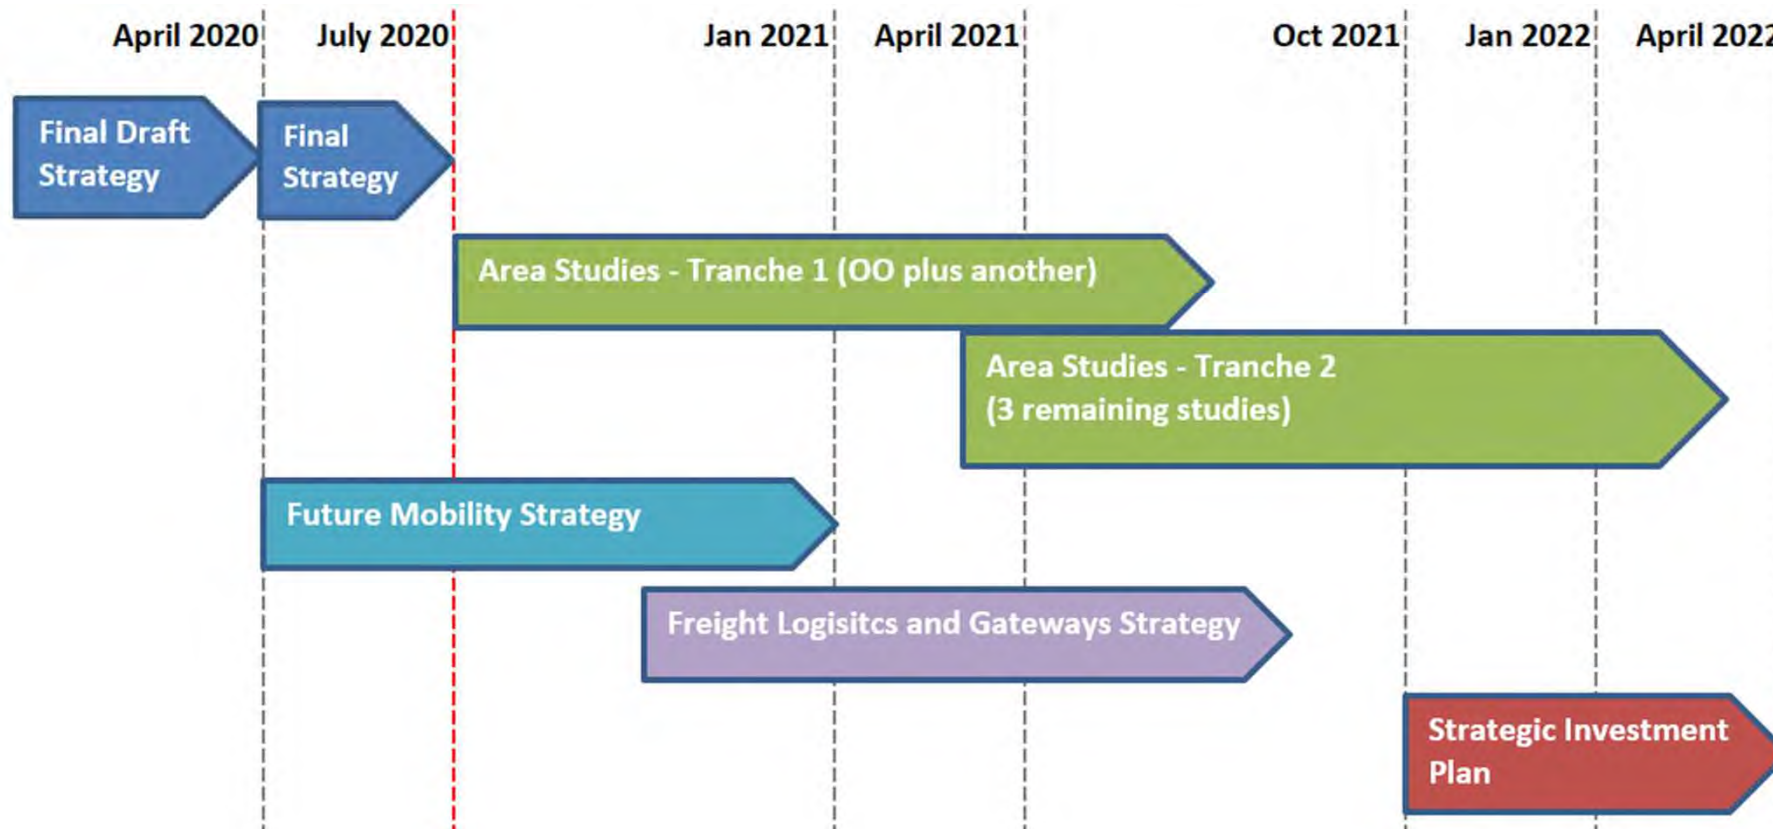 April 2020 July 2020 Jan 2021 April 2021 Oct 2021 Jan 2022 April 2022
Final Draft
Strategy
Final
Strategy
Area Studies - Tranche 1 (OO plus another)
Area Studies - Tranche 2
(3 remaining studies)
Future Mobility Strategy
Freight Logisitcs and Gateways Strategy
Strategic Investment
Plan